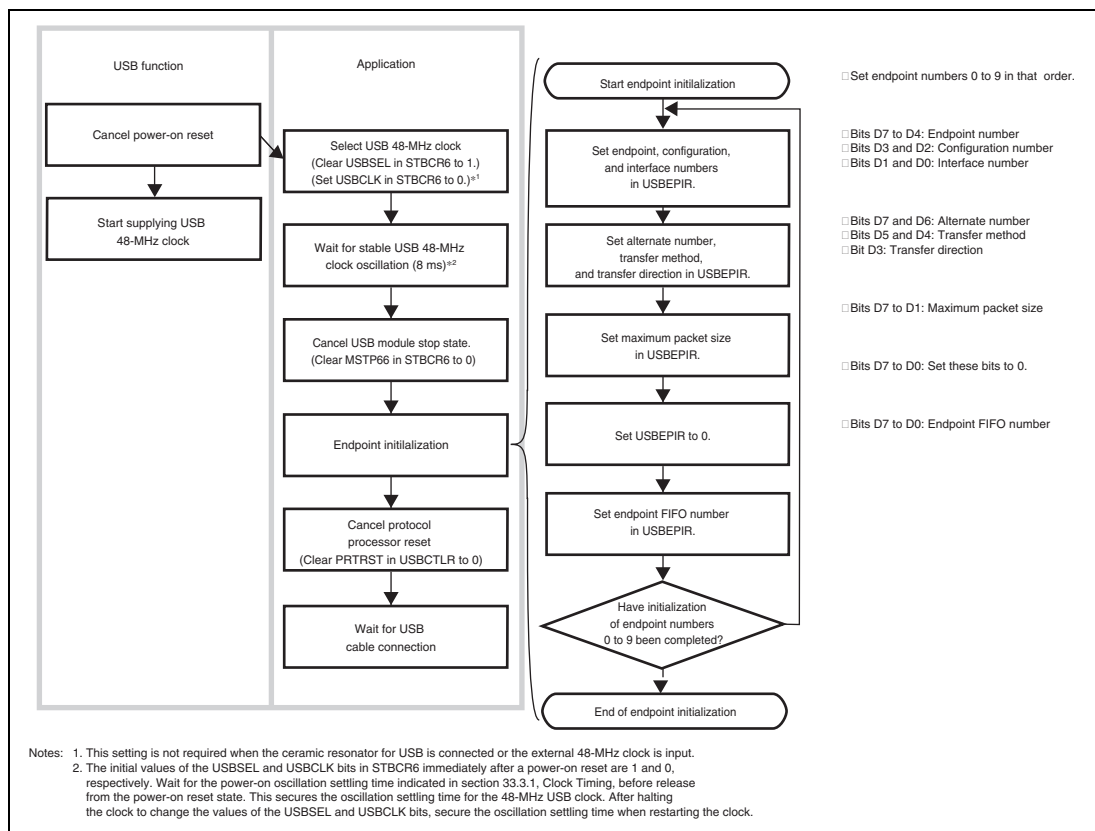 USB function
Application
Cancel power-on reset
Start supplying USB
48-MHz clock
Select USB 48-MHz clock
(Clear USBSEL in STBCR6 to 1.)
(Set USBCLK in STBCR6 to 0.)*1
Wait for stable USB 48-MHz
clock oscillation (8 ms)*2
Cancel USB module stop state.
(Clear MSTP66 in STBCR6 to 0)
Endpoint initilalization
Cancel protocol
processor reset
(Clear PRTRST in USBCTLR to 0)
Wait for USB
cable connection
Start endpoint initilalization
Set endpoint, configuration,
and interface numbers
in USBEPIR.
Set alternate number,
transfer method,
and transfer direction in USBEPIR.
Set maximum packet size
in USBEPIR.
Set USBEPIR to 0.
Set endpoint FIFO number
in USBEPIR.
Have initialization
of endpoint numbers
0 to 9 been completed?
End of endpoint initialization
□Set endpoint numbers 0 to 9 in that order.
□Bits D7 to D4: Endpoint number
□Bits D3 and D2: Configuration number
□Bits D1 and D0: Interface number
□Bits D7 and D6: Alternate number
□Bits D5 and D4: Transfer method
□Bit D3: Transfer direction
□Bits D7 to D1: Maximum packet size
□Bits D7 to D0: Set these bits to 0.
□Bits D7 to D0: Endpoint FIFO number
Notes: 1. This setting is not required when the ceramic resonator for USB is connected or the external 48-MHz clock is input.
2. The initial values of the USBSEL and USBCLK bits in STBCR6 immediately after a power-on reset are 1 and 0,
respectively. Wait for the power-on oscillation settling time indicated in section 33.3.1, Clock Timing, before release
from the power-on reset state. This secures the oscillation settling time for the 48-MHz USB clock. After halting
the clock to change the values of the USBSEL and USBCLK bits, secure the oscillation settling time when restarting the clock.